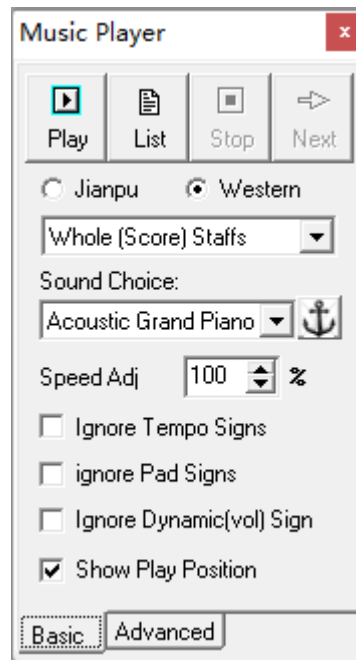 Music Player
x
Play List Stop Next
Jianpu Western
Whole (Score) Staffs
Sound Choice:
Acoustic Grand Piano
Speed Adj 100 %
Ignore Tempo Signs
ignore Pad Signs
Ignore Dynamic(vol) Sign
Show Play Position
Basic Advanced